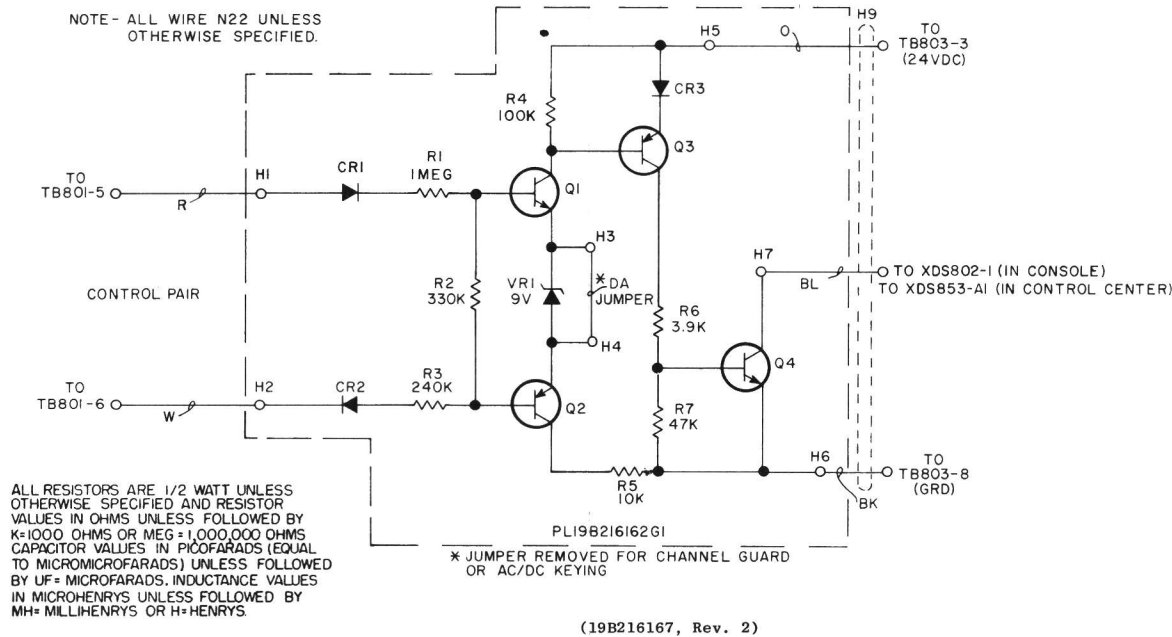 NOTE- ALL WIRE N22 UNLESS
OTHERWISE SPECIFIED.
H5
O
H9
TO
TB803-3
(24VDC)
R4
100K
CR3
Q3
TO
TB801-5
R
H1
CR1
R1
1MEG
Q1
H3
H7
CONTROL PAIR
R2
330K
VR1
9V
* DA
JUMPER
BL
TO XDS802-1 (IN CONSOLE)
TO XDS853-A1 (IN CONTROL CENTER)
R6
3.9K
H4
Q4
TO
TB801-6
W
H2
CR2
R3
240K
Q2
R7
47K
R5
10K
H6
BK
TO
TB803-8
(GRD)
ALL RESISTORS ARE 1/2 WATT UNLESS
OTHERWISE SPECIFIED AND RESISTOR
VALUES IN OHMS UNLESS FOLLOWED BY
K=1000 OHMS OR MEG = 1,000,000 OHMS
CAPACITOR VALUES IN PICOFARADS (EQUAL
TO MICROMICROFARADS) UNLESS FOLLOWED
BY UF= MICROFARADS. INDUCTANCE VALUES
IN MICROHENRYS UNLESS FOLLOWED BY
MH= MILLIHENRYS OR H= HENRYS.
PL19B216162G1
* JUMPER REMOVED FOR CHANNEL GUARD
OR AC/DC KEYING
(19B216167, Rev. 2)